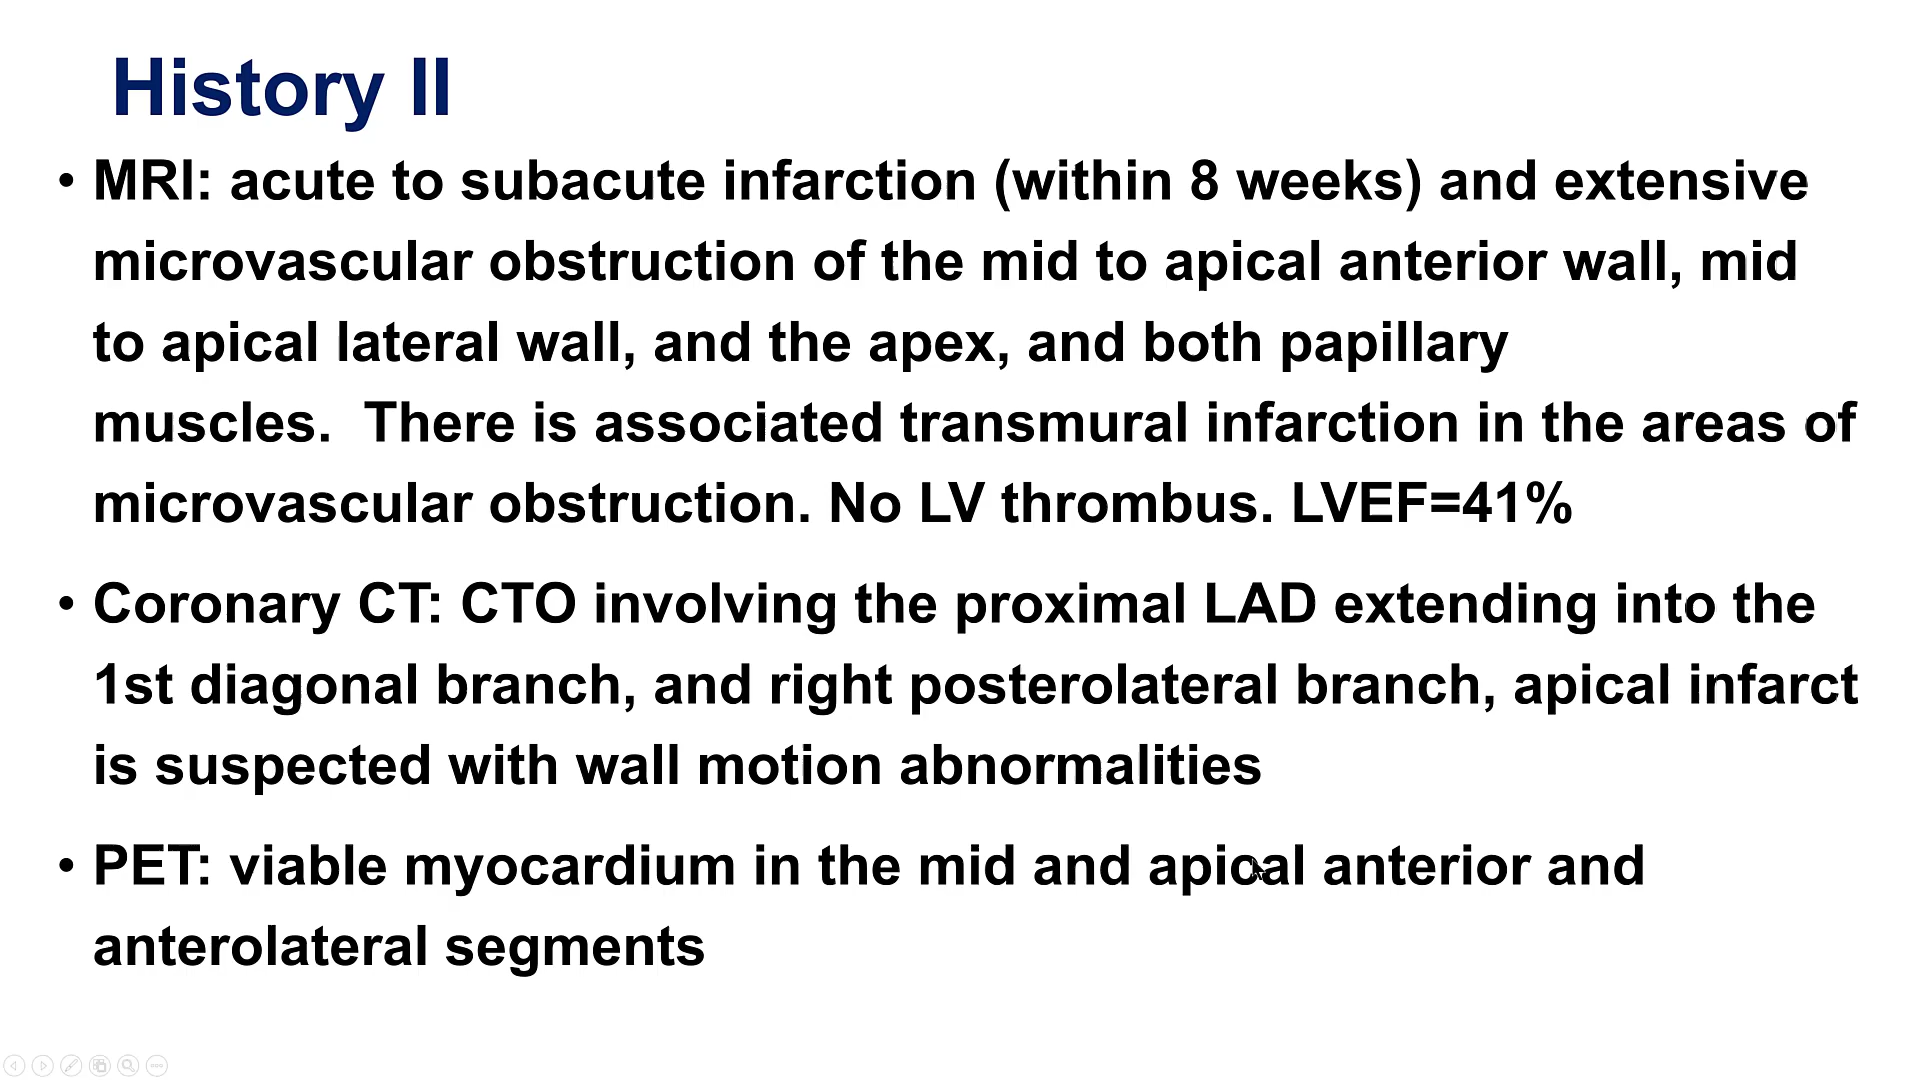 History II
• MRI: acute to subacute infarction (within 8 weeks) and extensive
microvascular obstruction of the mid to apical anterior wall, mid
to apical lateral wall, and the apex, and both papillary
muscles.  There is associated transmural infarction in the areas of
microvascular obstruction. No LV thrombus. LVEF=41%
• Coronary CT: CTO involving the proximal LAD extending into the
1st diagonal branch, and right posterolateral branch, apical infarct
is suspected with wall motion abnormalities
• PET: viable myocardium in the mid and apical anterior and
anterolateral segments